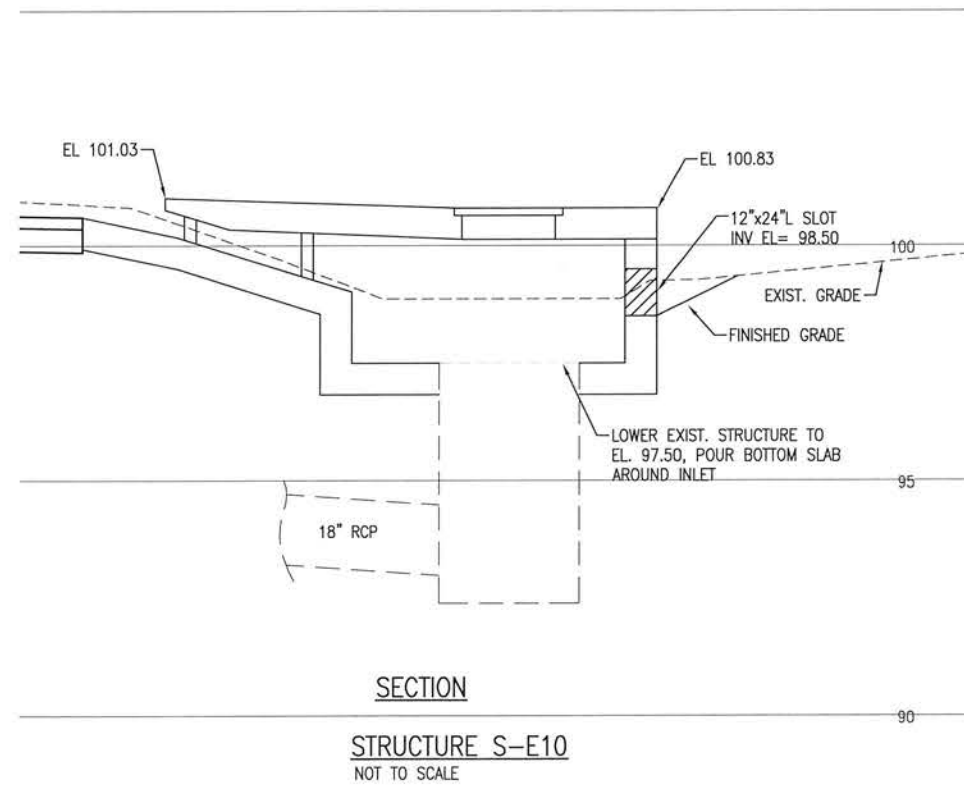 EL 101.03
EL 100.83
12"x24"L SLOT
INV EL= 98.50
100
EXIST. GRADE
FINISHED GRADE
LOWER EXIST. STRUCTURE TO
EL. 97.50, POUR BOTTOM SLAB
AROUND INLET
95
18" RCP
SECTION
90
STRUCTURE S-E10
NOT TO SCALE